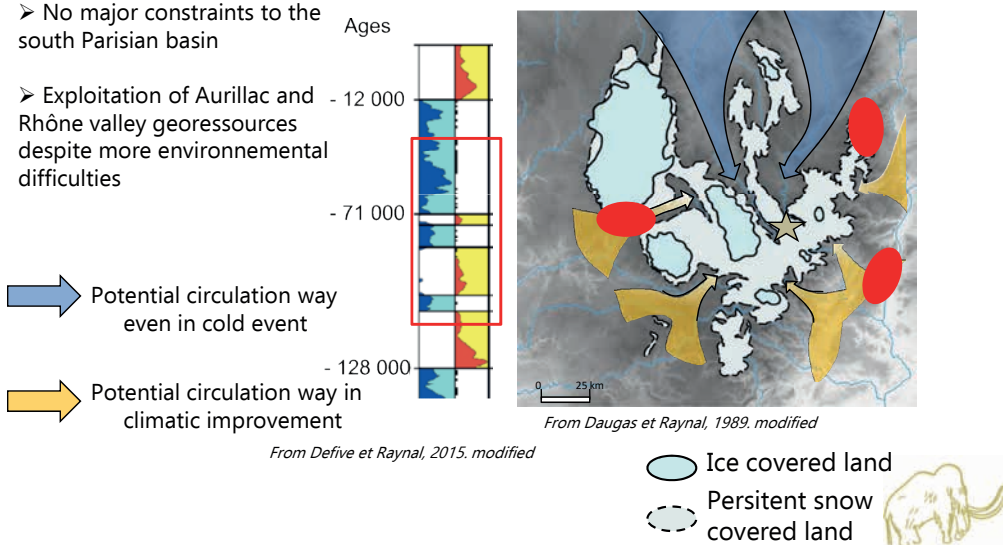 ➢ No major constraints to the
south Parisian basin
➢ Exploitation of Aurillac and
Rhône valley georessources
despite more environnemental
difficulties
Potential circulation way
even in cold event
Potential circulation way in
climatic improvement
Ages
- 12 000
- 71 000
- 128 000
From Defive et Raynal, 2015. modified
0 25 km
From Daugas et Raynal, 1989. modified
Ice covered land
Persitent snow
covered land